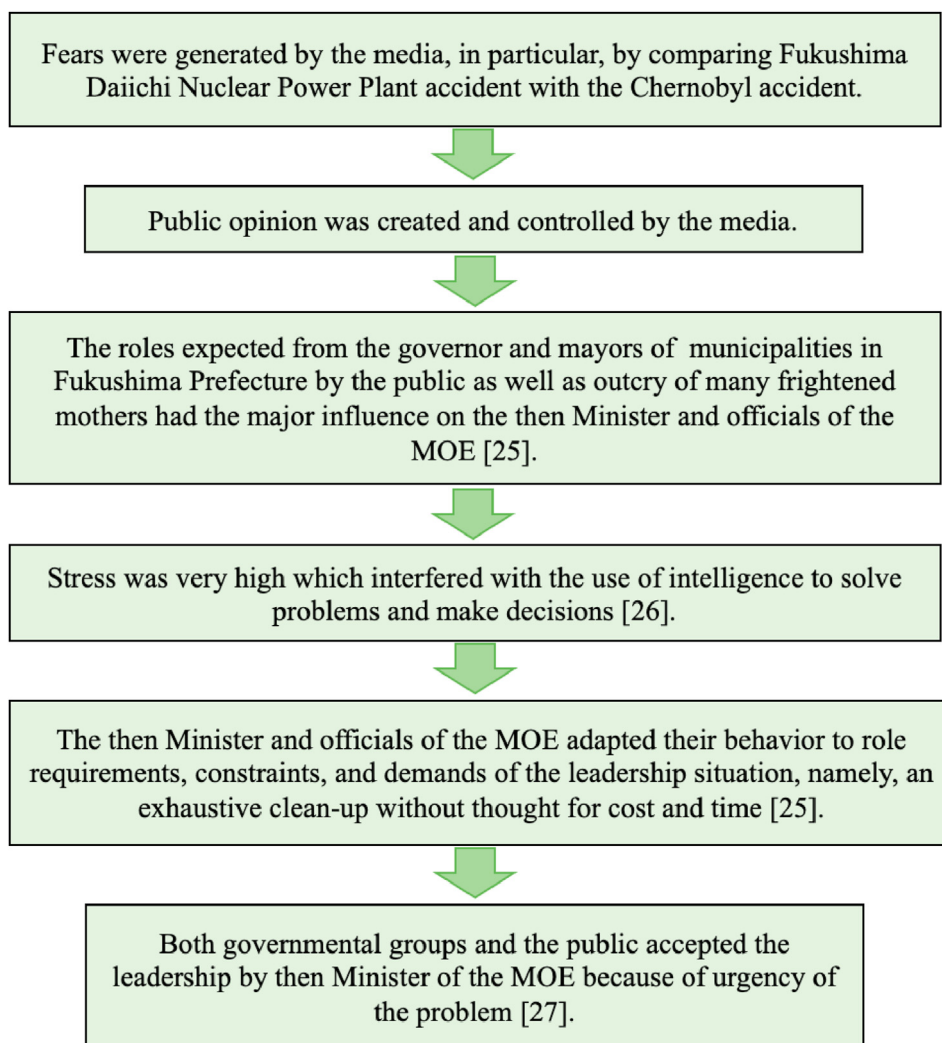 Fears were generated by the media, in particular, by comparing Fukushima
Daiichi Nuclear Power Plant accident with the Chernobyl accident.
Public opinion was created and controlled by the media.
The roles expected from the governor and mayors of municipalities in
Fukushima Prefecture by the public as well as outcry of many frightened
mothers had the major influence on the then Minister and officials of the
MOE [25].
Stress was very high which interfered with the use of intelligence to solve
problems and make decisions [26].
The then Minister and officials of the MOE adapted their behavior to role
requirements, constraints, and demands of the leadership situation, namely, an
exhaustive clean-up without thought for cost and time [25].
Both governmental groups and the public accepted the
leadership by then Minister of the MOE because of urgency of
the problem [27].